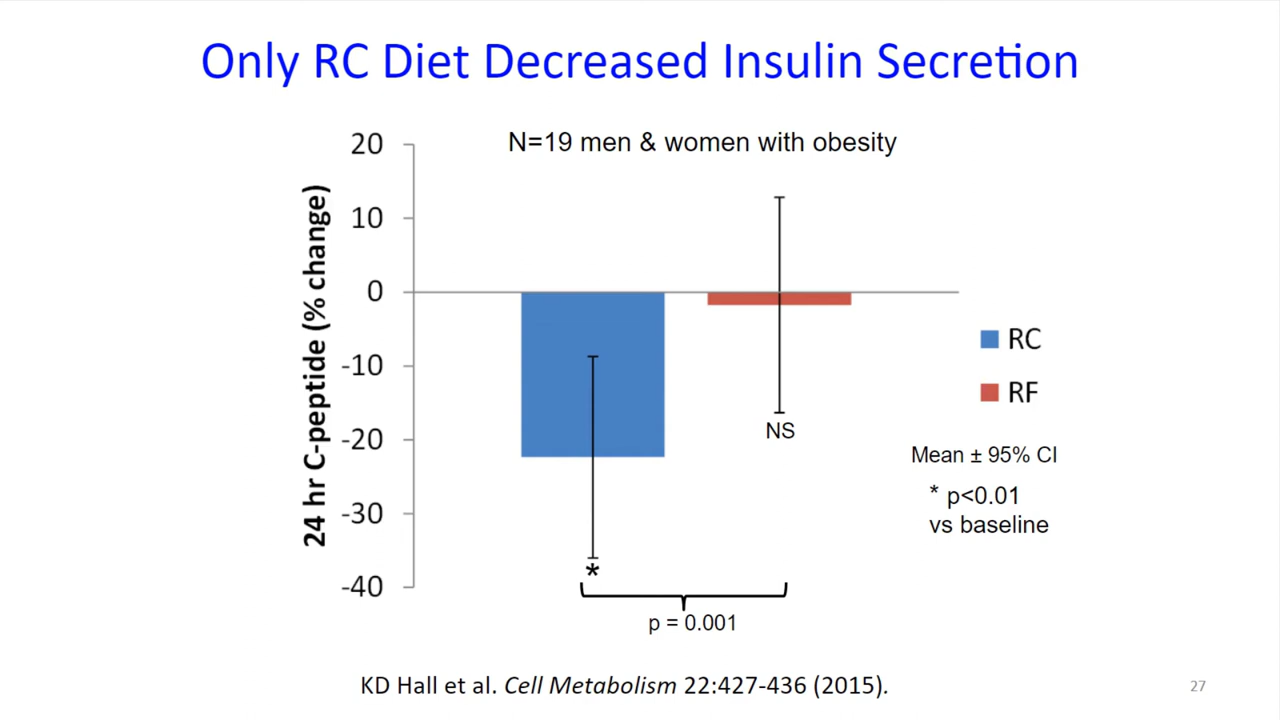 Only RC Diet Decreased Insulin Secretion
N=19 men & women with obesity
24 hr C-peptide (% change)
20
10
0
-10
-20
-30
-40
NS
*
p = 0.001
RC
RF
Mean ± 95% CI
* p<0.01
vs baseline
KD Hall et al. Cell Metabolism 22:427-436 (2015).
27